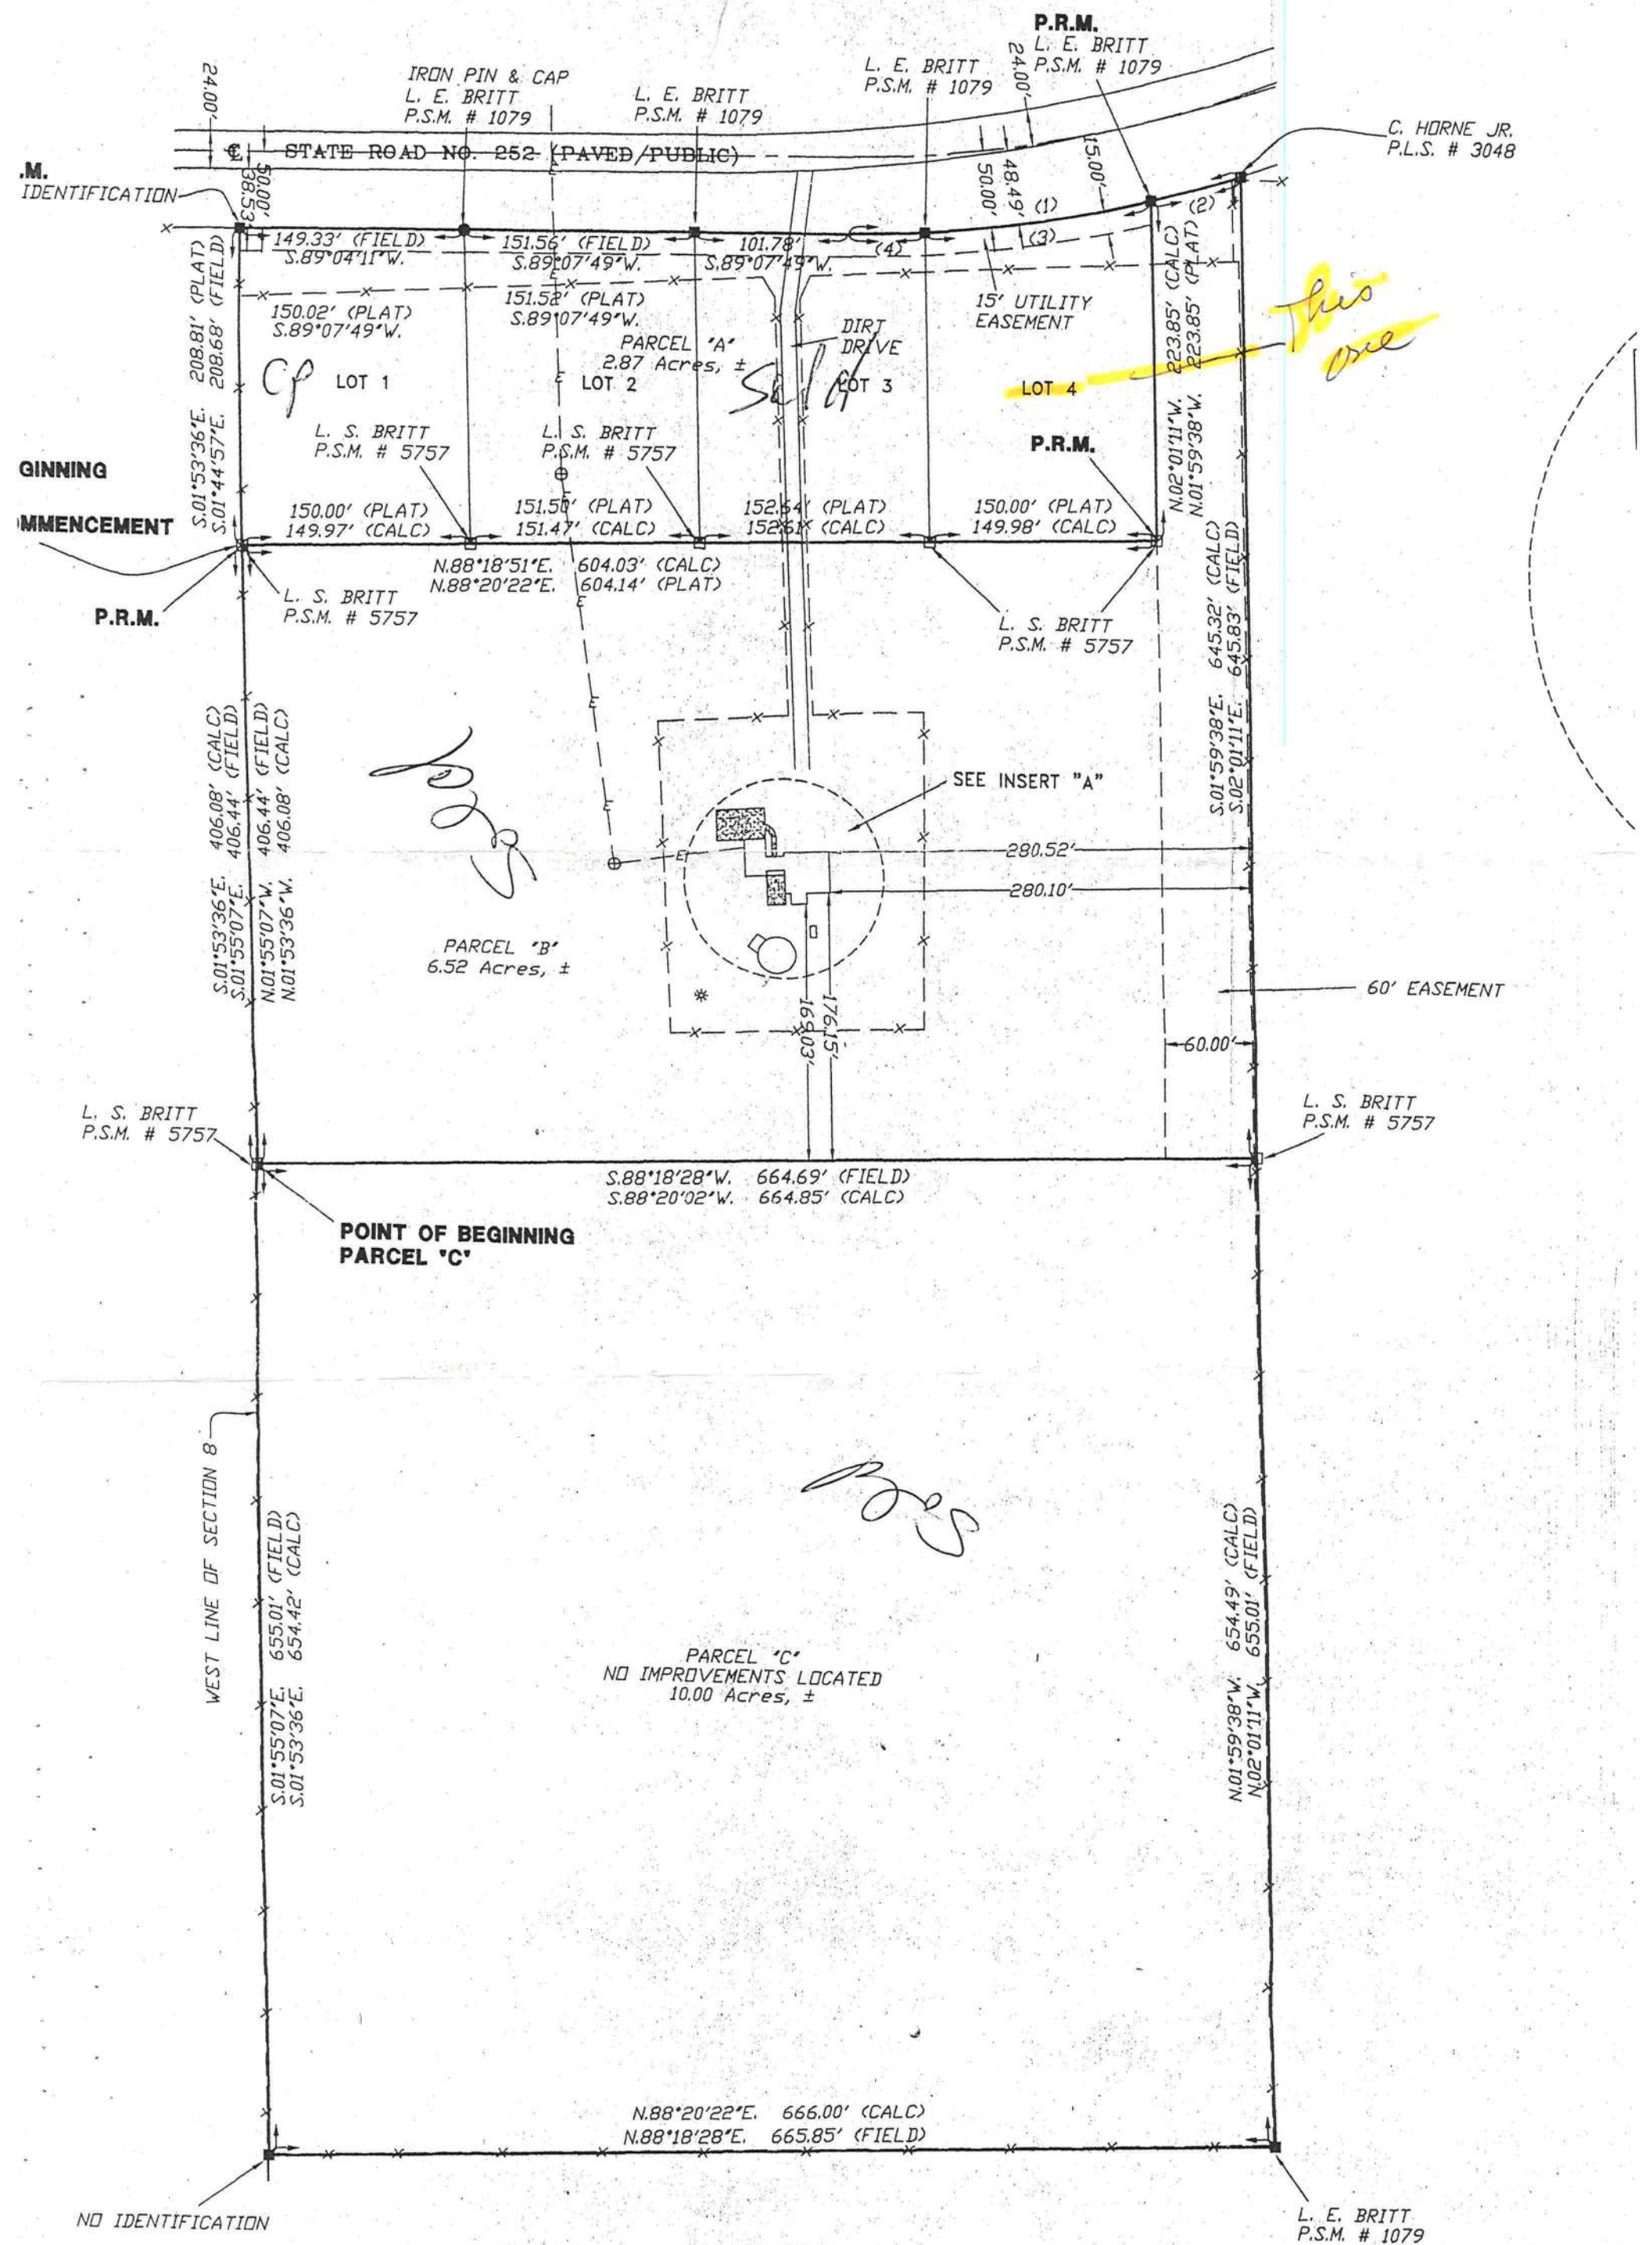 P.R.M.
L. E. BRITT
P.S.M. # 1079
24.00'
IRON PIN & CAP
L. E. BRITT
P.S.M. # 1079
L. E. BRITT
P.S.M. # 1079
L. E. BRITT
P.S.M. # 1079
24.00'
C. HORNE JR.
P.L.S. # 3048
STATE ROAD NO. 252 (PAVED/PUBLIC)
.M.
IDENTIFICATION
50.00'
38.53'
50.00'
48.49'
15.00'
(1)
(2)
(3)
(4)
149.33' (FIELD)
S.89°04'11"W.
151.56' (FIELD)
S.89°07'49"W.
101.78'
S.89°07'49"W.
150.02' (PLAT)
S.89°07'49"W.
151.52' (PLAT)
S.89°07'49"W.
15' UTILITY
EASEMENT
DIRT
DRIVE
PARCEL "A"
2.87 Acres, ±
LOT 1
LOT 2
LOT 3
LOT 4
Sold
This
one
S.01°53'36"E. 208.81' (PLAT)
S.01°44'57"E. 208.68' (FIELD)
N.02°01'11"W. 223.85' (CALC)
N.01°59'38"W. 223.85' (PLAT)
L. S. BRITT
P.S.M. # 5757
L. S. BRITT
P.S.M. # 5757
P.R.M.
GINNING
MMENCEMENT
150.00' (PLAT)
149.97' (CALC)
151.50' (PLAT)
151.47' (CALC)
152.64' (PLAT)
152.61' (CALC)
150.00' (PLAT)
149.98' (CALC)
N.88°18'51"E. 604.03' (CALC)
N.88°20'22"E. 604.14' (PLAT)
P.R.M.
L. S. BRITT
P.S.M. # 5757
L. S. BRITT
P.S.M. # 5757
S.01°59'38"E. 645.32' (CALC)
S.02°01'11"E. 645.83' (FIELD)
S.01°53'36"E. 406.08' (CALC)
S.01°55'07"E. 406.44' (FIELD)
N.01°55'07"W. 406.44' (FIELD)
N.01°53'36"W. 406.08' (CALC)
Sold
SEE INSERT "A"
280.52'
280.10'
PARCEL "B"
6.52 Acres, ±
176.15'
169.03'
60' EASEMENT
60.00'
L. S. BRITT
P.S.M. # 5757
L. S. BRITT
P.S.M. # 5757
S.88°18'28"W. 664.69' (FIELD)
S.88°20'02"W. 664.85' (CALC)
POINT OF BEGINNING
PARCEL "C"
WEST LINE OF SECTION 8
Sold
S.01°55'07"E. 655.01' (FIELD)
S.01°53'36"E. 654.42' (CALC)
N.01°59'38"W. 654.49' (CALC)
N.02°01'11"W. 655.01' (FIELD)
PARCEL "C"
NO IMPROVEMENTS LOCATED
10.00 Acres, ±
N.88°20'22"E. 666.00' (CALC)
N.88°18'28"E. 665.85' (FIELD)
NO IDENTIFICATION
L. E. BRITT
P.S.M. # 1079